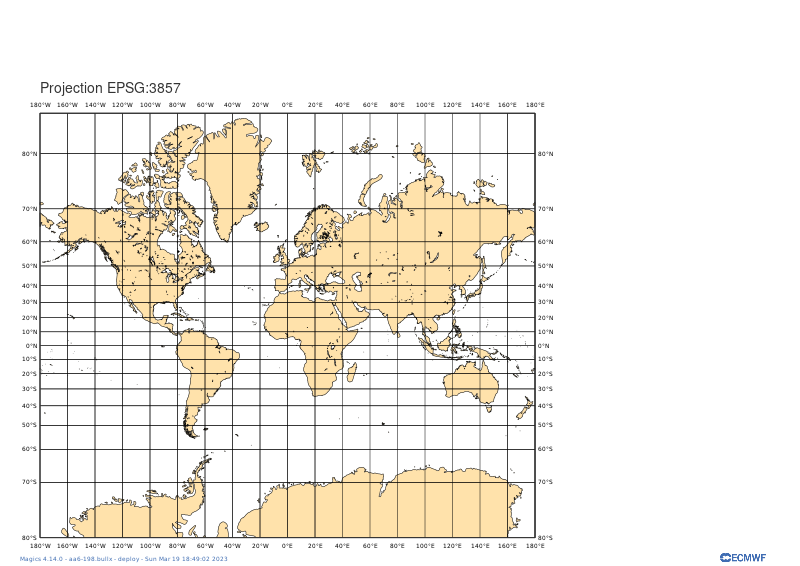 Projection EPSG:3857
180°W 160°W 140°W 120°W 100°W 80°W 60°W 40°W 20°W 0°E 20°E 40°E 60°E 80°E 100°E 120°E 140°E 160°E 180°E
80°N 80°N
70°N 70°N
60°N 60°N
50°N 50°N
40°N 40°N
30°N 30°N
20°N 20°N
10°N 10°N
0°N 0°N
10°S 10°S
20°S 20°S
30°S 30°S
40°S 40°S
50°S 50°S
60°S 60°S
70°S 70°S
80°S 80°S
180°W 160°W 140°W 120°W 100°W 80°W 60°W 40°W 20°W 0°E 20°E 40°E 60°E 80°E 100°E 120°E 140°E 160°E 180°E
Magics 4.14.0 - aa6-198.bullx - deploy - Sun Mar 19 18:49:02 2023
ECMWF